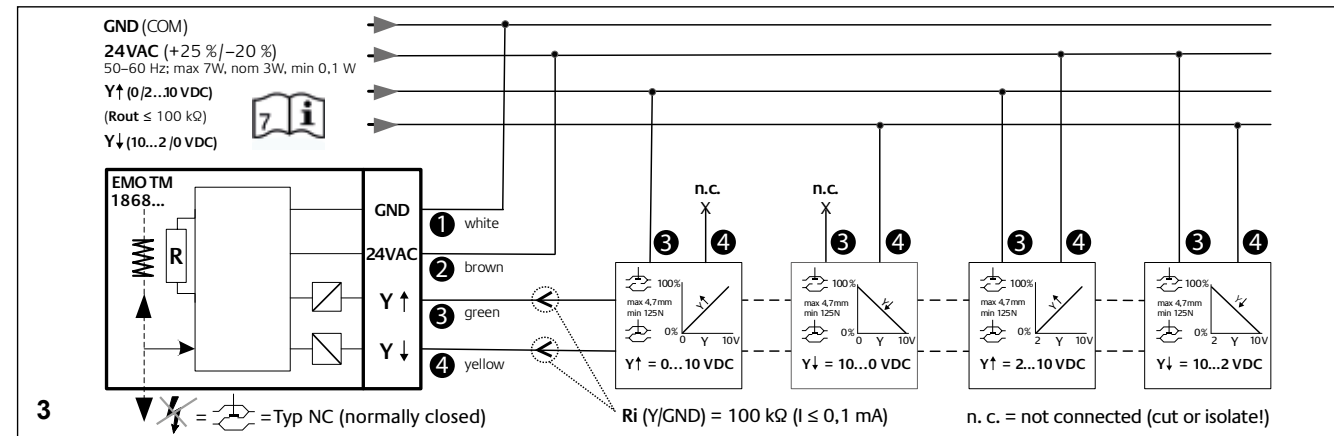 GND (COM)
24VAC (+25 %/−20 %)
50–60 Hz; max 7W, nom 3W, min 0,1 W
Y↑ (0/2...10 VDC)
(Rout ≤ 100 kΩ)
7 i
Y↓ (10...2 /0 VDC)
EMO TM
1868...
R
GND
24VAC
Y ↑
Y ↓
1 white
2 brown
3 green
4 yellow
n.c.
X
3 4
100%
max 4,7mm
min 125N
Y↑
0%
0 Y 10V
Y↑ = 0...10 VDC
n.c.
X
3 4
100%
max 4,7mm
min 125N
Y↓
0%
0 Y 10V
Y↓ = 10...0 VDC
3 4
100%
max 4,7mm
min 125N
Y↑
0%
2 Y 10V
Y↑ = 2...10 VDC
3 4
100%
max 4,7mm
min 125N
Y↓
0%
2 Y 10V
Y↓ = 10...2 VDC
3
= =Typ NC (normally closed)
Ri (Y/GND) = 100 kΩ (I ≤ 0,1 mA)
n. c. = not connected (cut or isolate!)